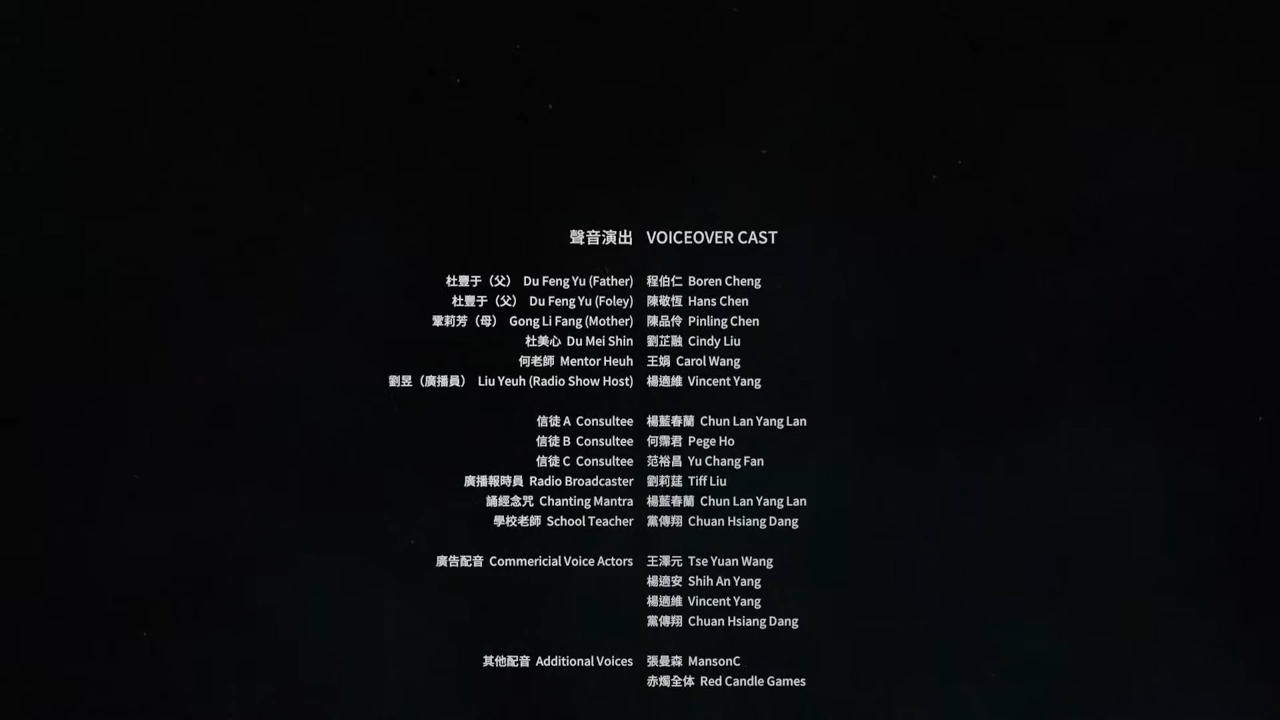 聲音演出 VOICEOVER CAST
杜豐于（父） Du Feng Yu (Father) 程伯仁 Boren Cheng
杜豐于（父） Du Feng Yu (Foley) 陳敬恆 Hans Chen
鞏莉芳（母） Gong Li Fang (Mother) 陳品伶 Pinling Chen
杜美心 Du Mei Shin 劉芷融 Cindy Liu
何老師 Mentor Heuh 王娟 Carol Wang
劉昱（廣播員） Liu Yeuh (Radio Show Host) 楊適維 Vincent Yang
信徒 A Consultee 楊藍春蘭 Chun Lan Yang Lan
信徒 B Consultee 何霈君 Pege Ho
信徒 C Consultee 范裕昌 Yu Chang Fan
廣播報時員 Radio Broadcaster 劉莉莛 Tiff Liu
誦經念咒 Chanting Mantra 楊藍春蘭 Chun Lan Yang Lan
學校老師 School Teacher 黨傳翔 Chuan Hsiang Dang
廣告配音 Commericial Voice Actors 王澤元 Tse Yuan Wang
楊適安 Shih An Yang
楊適維 Vincent Yang
黨傳翔 Chuan Hsiang Dang
其他配音 Additional Voices 張曼森 MansonC
赤燭全体 Red Candle Games